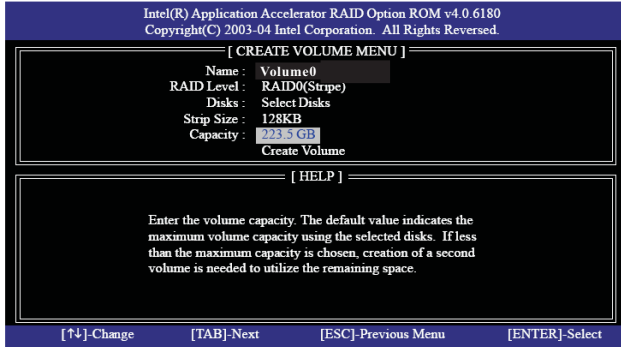 Intel(R) Application Accelerator RAID Option ROM v4.0.6180
Copyright(C) 2003-04 Intel Corporation. All Rights Reversed.
[ CREATE VOLUME MENU ]
Name : Volume0
RAID Level : RAID0(Stripe)
Disks : Select Disks
Strip Size : 128KB
Capacity : 223.5 GB
Create Volume
[ HELP ]
Enter the volume capacity. The default value indicates the
maximum volume capacity using the selected disks. If less
than the maximum capacity is chosen, creation of a second
volume is needed to utilize the remaining space.
[↑↓]-Change [TAB]-Next [ESC]-Previous Menu [ENTER]-Select